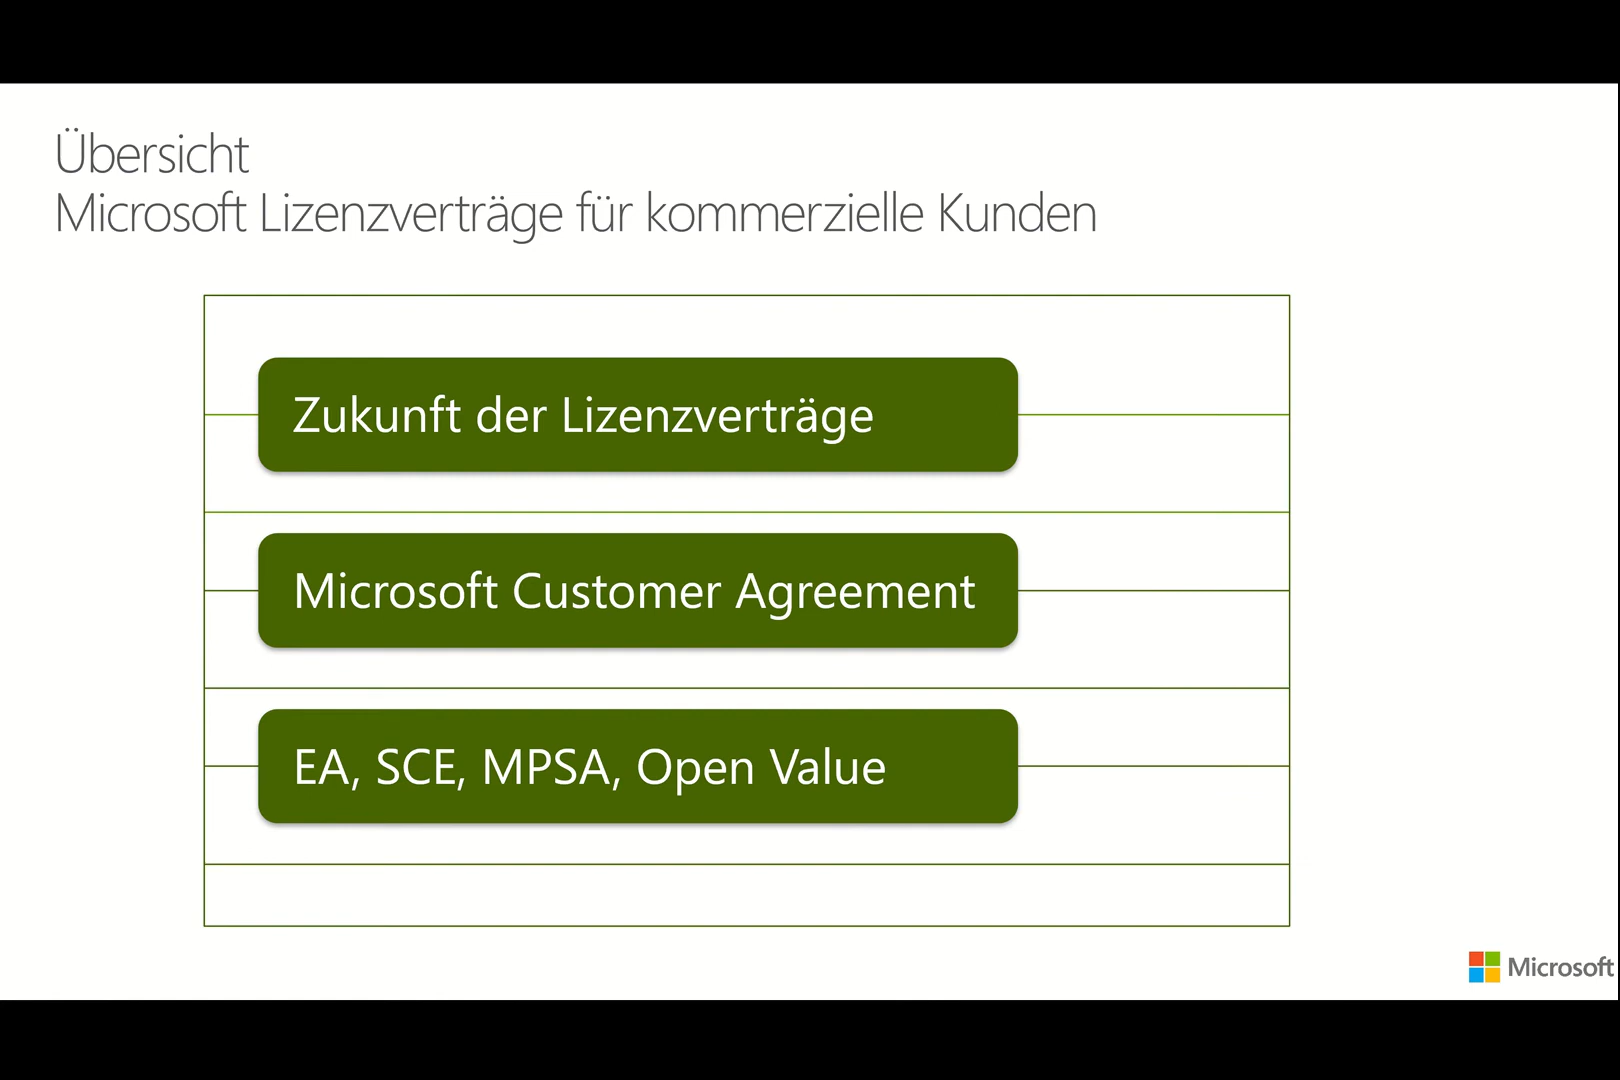 Übersicht
Microsoft Lizenzverträge für kommerzielle Kunden
Zukunft der Lizenzverträge
Microsoft Customer Agreement
EA, SCE, MPSA, Open Value
Microsoft